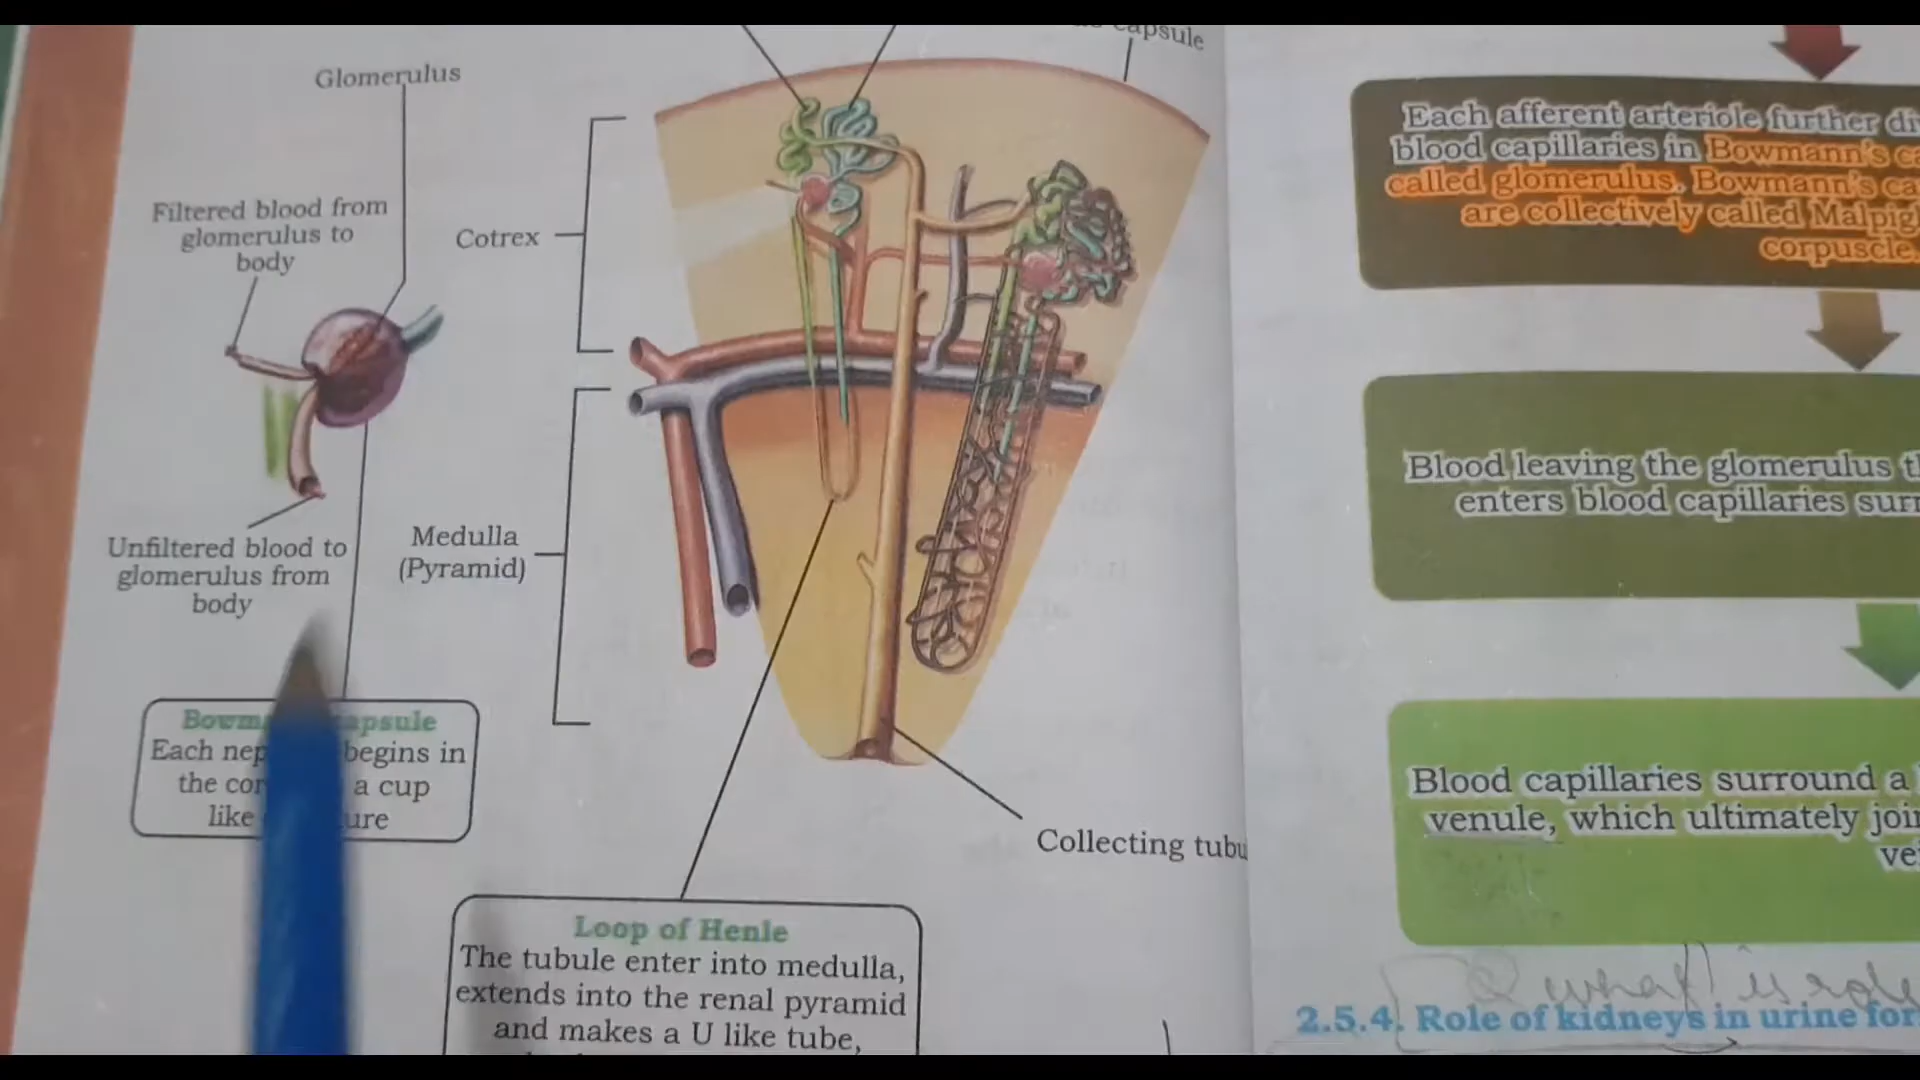 capsule
Glomerulus
Filtered blood from
glomerulus to
body
Cotrex
Unfiltered blood to
glomerulus from
body
Medulla
(Pyramid)
begins in
the a cup
like
Collecting tubu
Loop of Henle
The tubule enter into medulla,
extends into the renal pyramid
and makes a U like tube,
Each afferent arteriole further di
blood capillaries in Bowmann's ca
called glomerulus. Bowmann's ca
are collectively called Malpig
corpuscle.
Blood leaving the glomerulus t
enters blood capillaries surr
Blood capillaries surround a
venule, which ultimately joi
ve
Q what is role
2.5.4. Role of kidneys in urine for